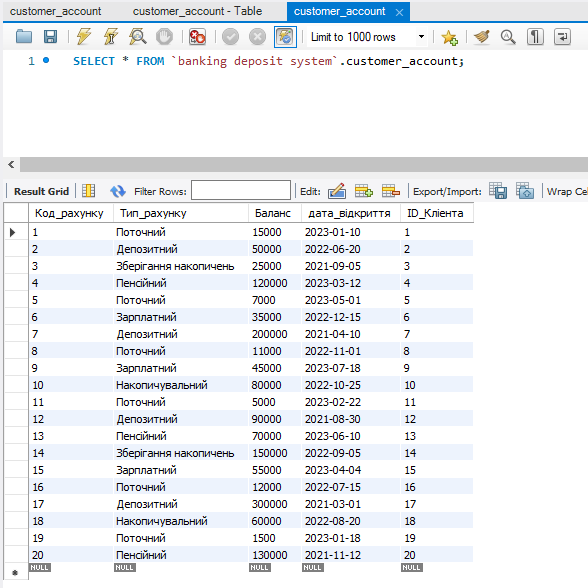 customer_account customer_account - Table customer_account
Limit to 1000 rows
1 SELECT * FROM `banking deposit system`.customer_account;
Result Grid Filter Rows: Edit: Export/Import: Wrap Ce
Код_рахунку Тип_рахунку Баланс дата_відкриття ID_Клієнта
1 Поточний 15000 2023-01-10 1
2 Депозитний 50000 2022-06-20 2
3 Зберігання накопичень 25000 2021-09-05 3
4 Пенсійний 120000 2023-03-12 4
5 Поточний 7000 2023-05-01 5
6 Зарплатний 35000 2022-12-15 6
7 Депозитний 200000 2021-04-10 7
8 Поточний 11000 2022-11-01 8
9 Зарплатний 45000 2023-07-18 9
10 Накопичувальний 80000 2022-10-25 10
11 Поточний 5000 2023-02-22 11
12 Депозитний 90000 2021-08-30 12
13 Пенсійний 70000 2023-06-10 13
14 Зберігання накопичень 150000 2022-09-05 14
15 Зарплатний 55000 2023-04-04 15
16 Поточний 12000 2022-07-15 16
17 Депозитний 300000 2021-03-01 17
18 Накопичувальний 60000 2022-08-20 18
19 Поточний 1500 2023-01-18 19
20 Пенсійний 130000 2021-11-12 20
NULL NULL NULL NULL NULL